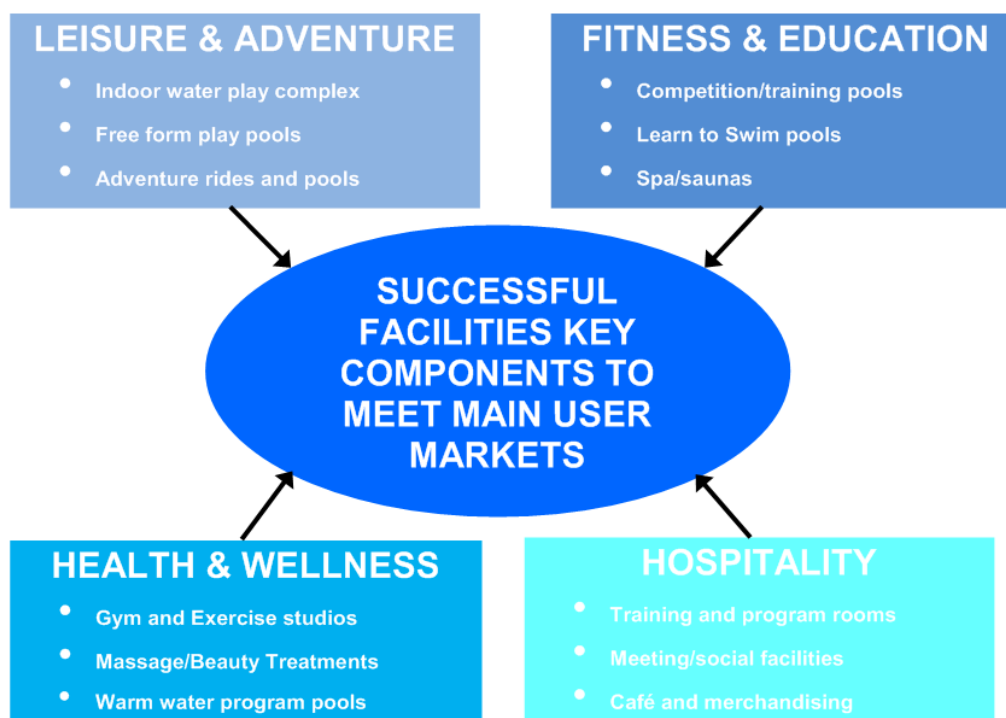 LEISURE & ADVENTURE
• Indoor water play complex
• Free form play pools
• Adventure rides and pools
FITNESS & EDUCATION
• Competition/training pools
• Learn to Swim pools
• Spa/saunas
SUCCESSFUL
FACILITIES KEY
COMPONENTS TO
MEET MAIN USER
MARKETS
HEALTH & WELLNESS
• Gym and Exercise studios
• Massage/Beauty Treatments
• Warm water program pools
HOSPITALITY
• Training and program rooms
• Meeting/social facilities
• Café and merchandising